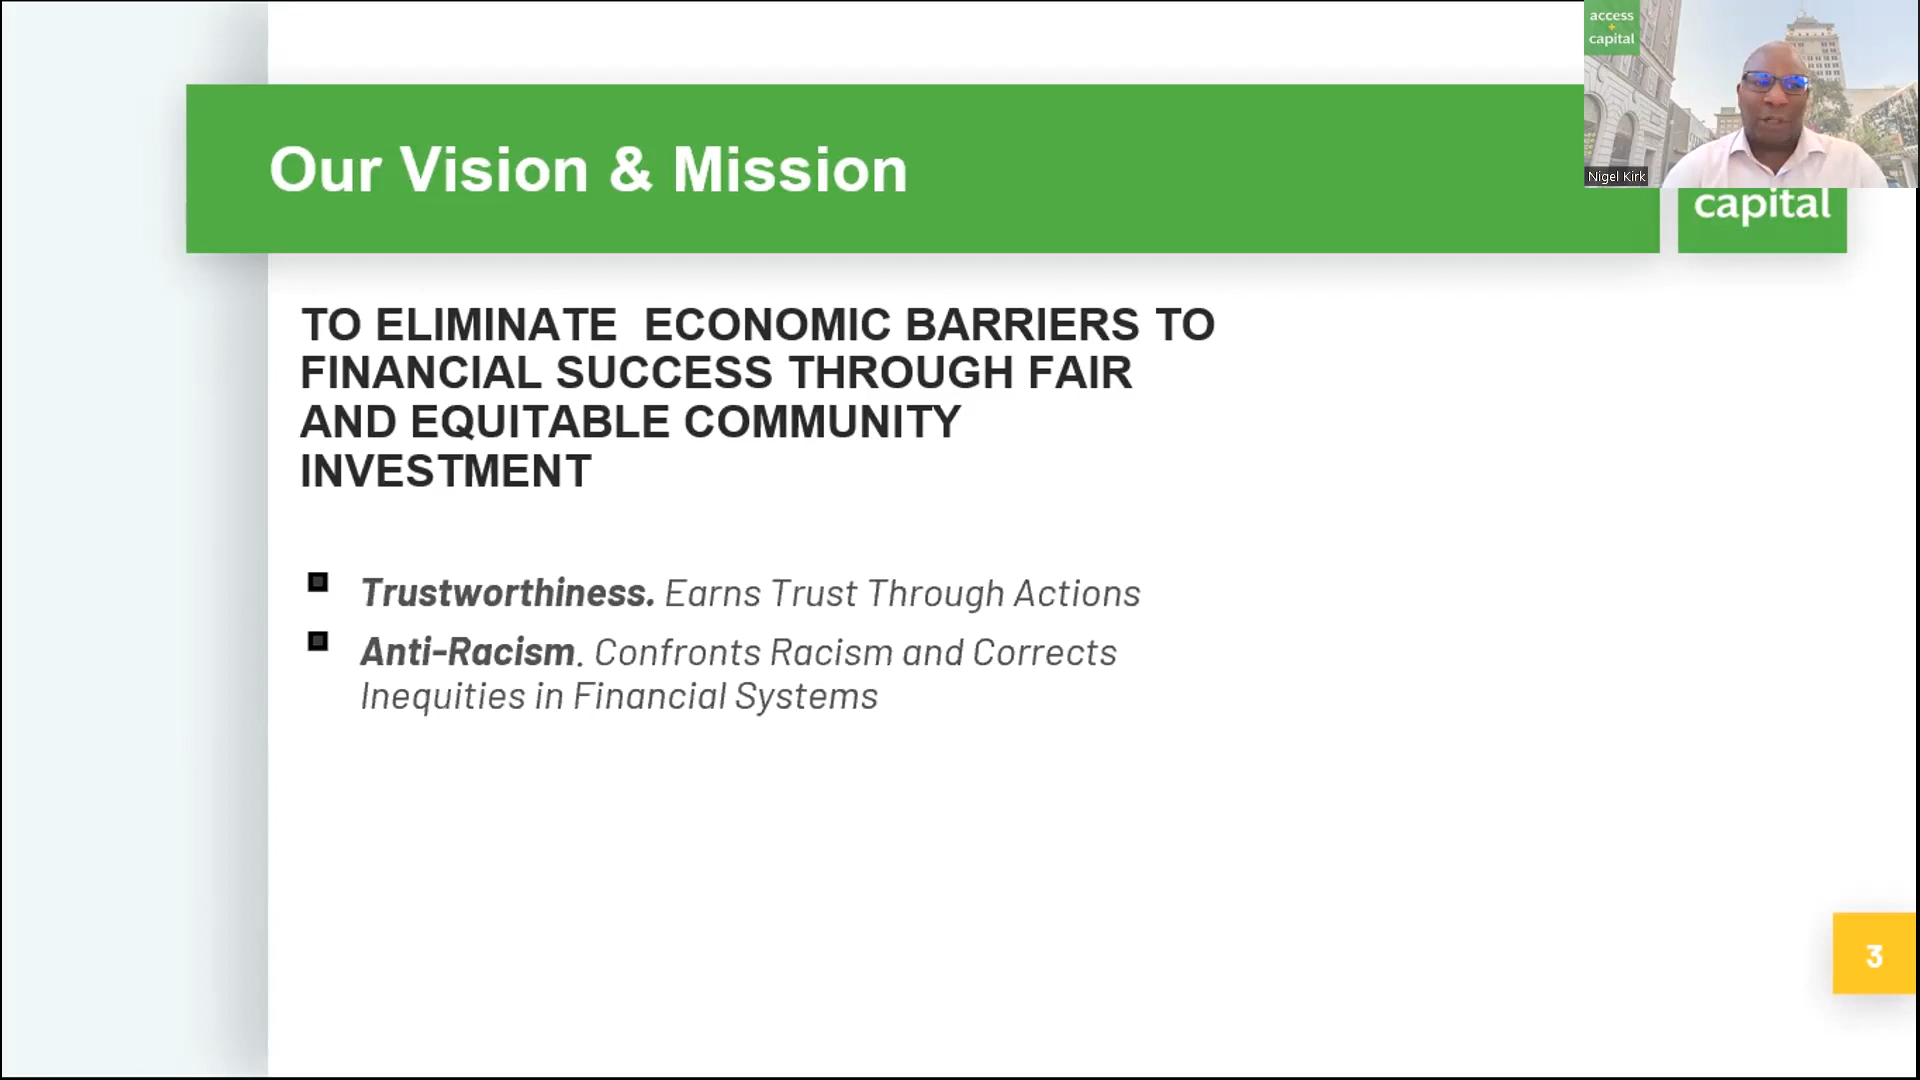 access
+
capital
Nigel Kirk
Our Vision & Mission
capital
TO ELIMINATE  ECONOMIC BARRIERS TO
FINANCIAL SUCCESS THROUGH FAIR
AND EQUITABLE COMMUNITY
INVESTMENT
Trustworthiness. Earns Trust Through Actions
Anti-Racism. Confronts Racism and Corrects
Inequities in Financial Systems
3